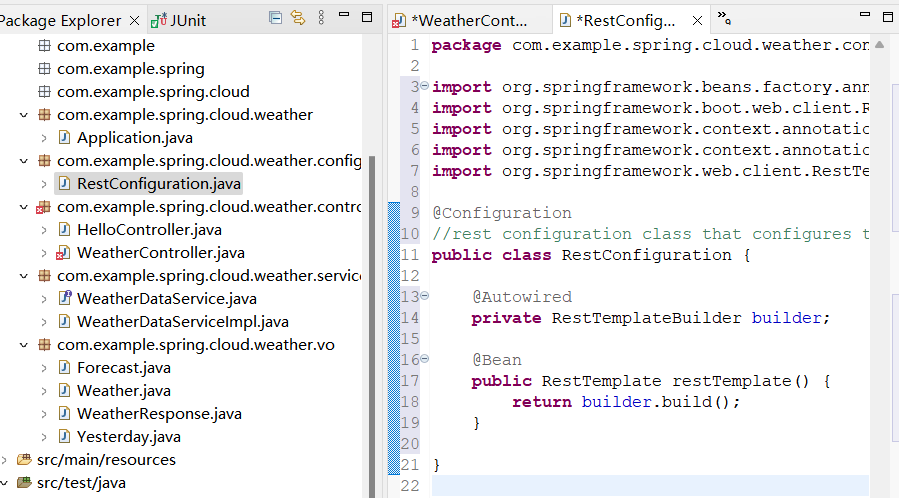 Package Explorer
JUnit
com.example
com.example.spring
com.example.spring.cloud
com.example.spring.cloud.weather
Application.java
com.example.spring.cloud.weather.config
RestConfiguration.java
com.example.spring.cloud.weather.contro
HelloController.java
WeatherController.java
com.example.spring.cloud.weather.service
WeatherDataService.java
WeatherDataServiceImpl.java
com.example.spring.cloud.weather.vo
Forecast.java
Weather.java
WeatherResponse.java
Yesterday.java
src/main/resources
src/test/java
*WeatherCont...
*RestConfig...
1 package com.example.spring.cloud.weather.con
2
3 import org.springframework.beans.factory.ann
4 import org.springframework.boot.web.client.R
5 import org.springframework.context.annotatio
6 import org.springframework.context.annotatio
7 import org.springframework.web.client.RestTe
8
9 @Configuration
10 //rest configuration class that configures t
11 public class RestConfiguration {
12
13 @Autowired
14 private RestTemplateBuilder builder;
15
16 @Bean
17 public RestTemplate restTemplate() {
18 return builder.build();
19 }
20
21 }
22